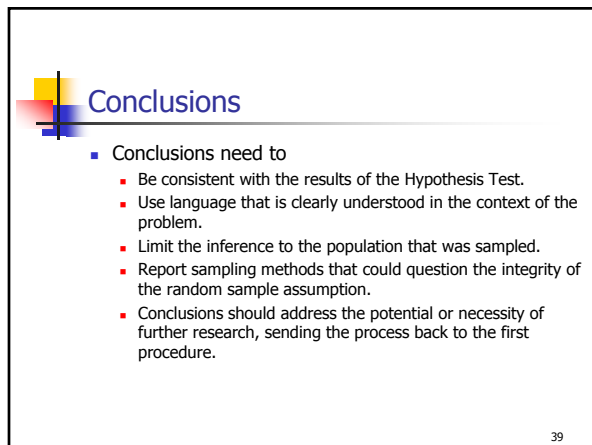 Conclusions
Conclusions need to
Be consistent with the results of the Hypothesis Test.
Use language that is clearly understood in the context of the
problem.
Limit the inference to the population that was sampled.
Report sampling methods that could question the integrity of
the random sample assumption.
Conclusions should address the potential or necessity of
further research, sending the process back to the first
procedure.
39